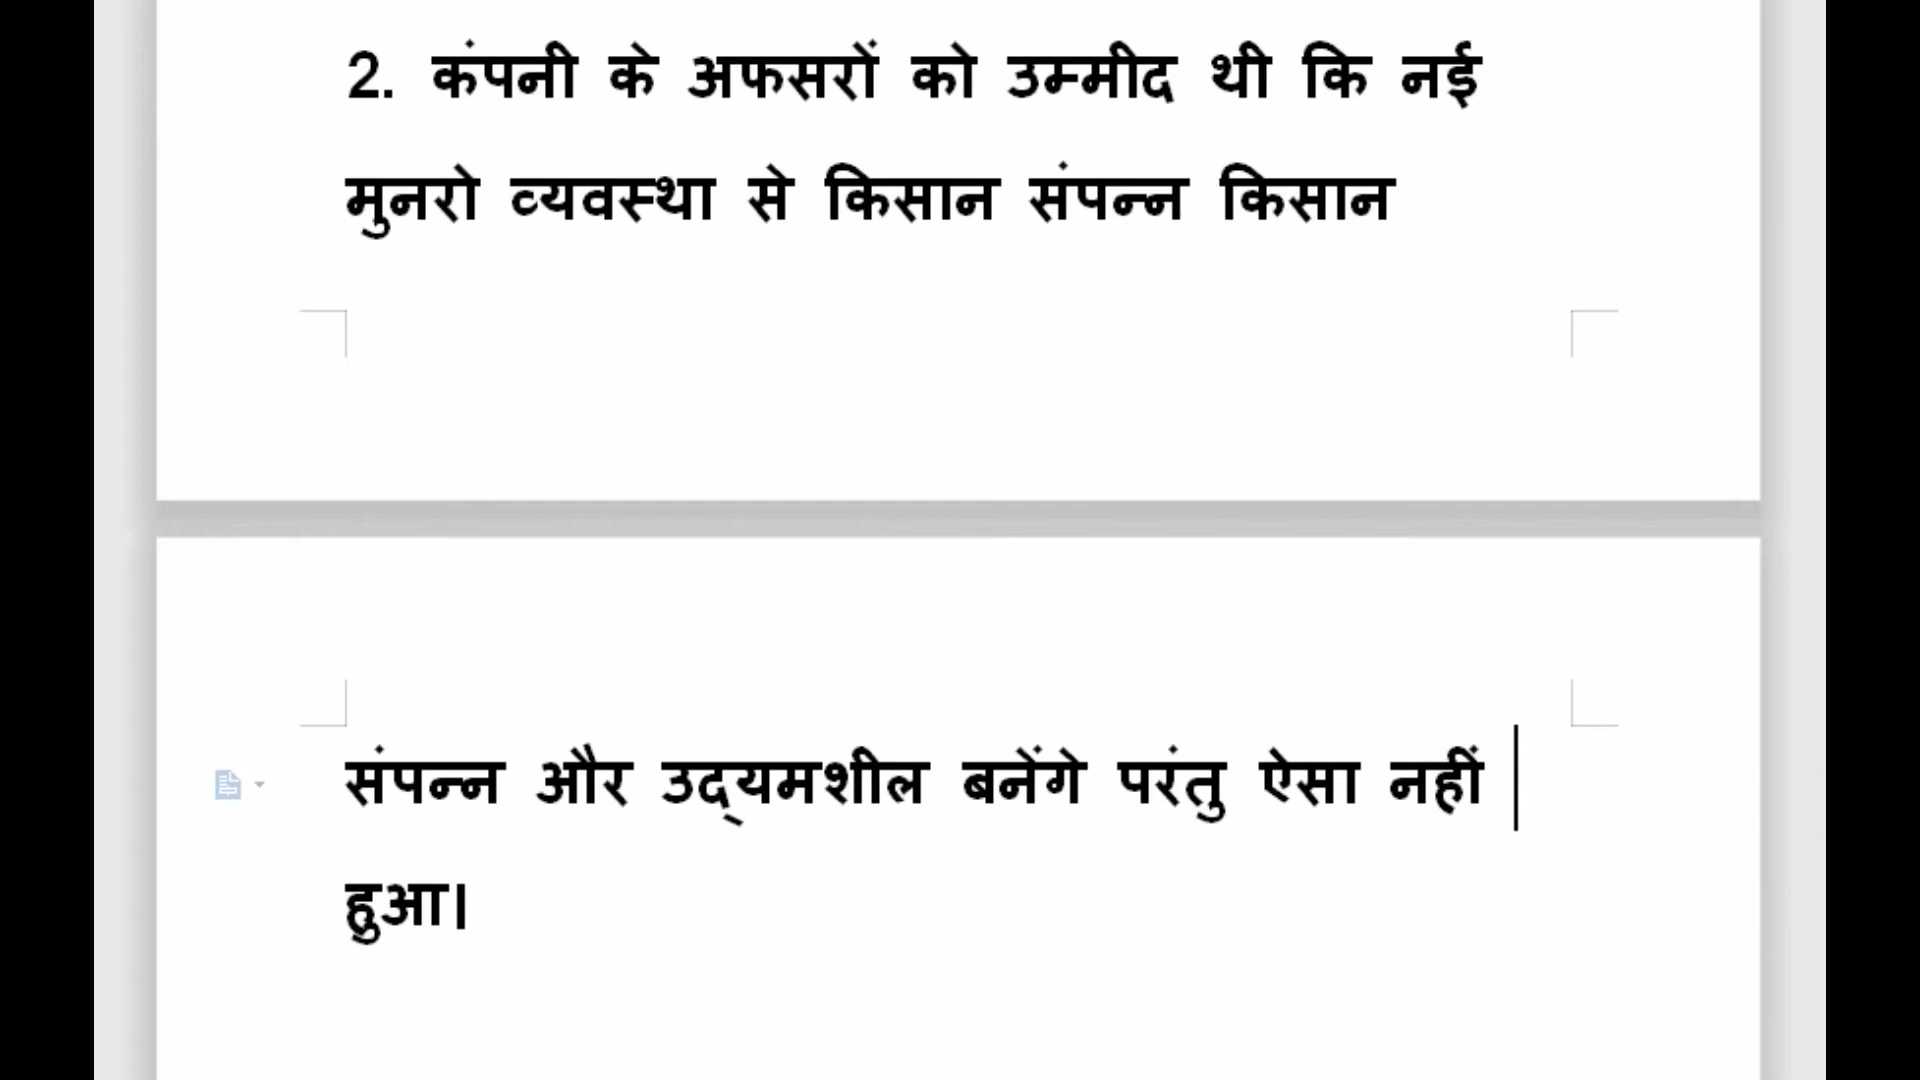 2. कंपनी के अफसरों को उम्मीद थी कि नई
मुनरो व्यवस्था से किसान संपन्न किसान
संपन्न और उद्यमशील बनेंगे परंतु ऐसा नहीं
हुआ।